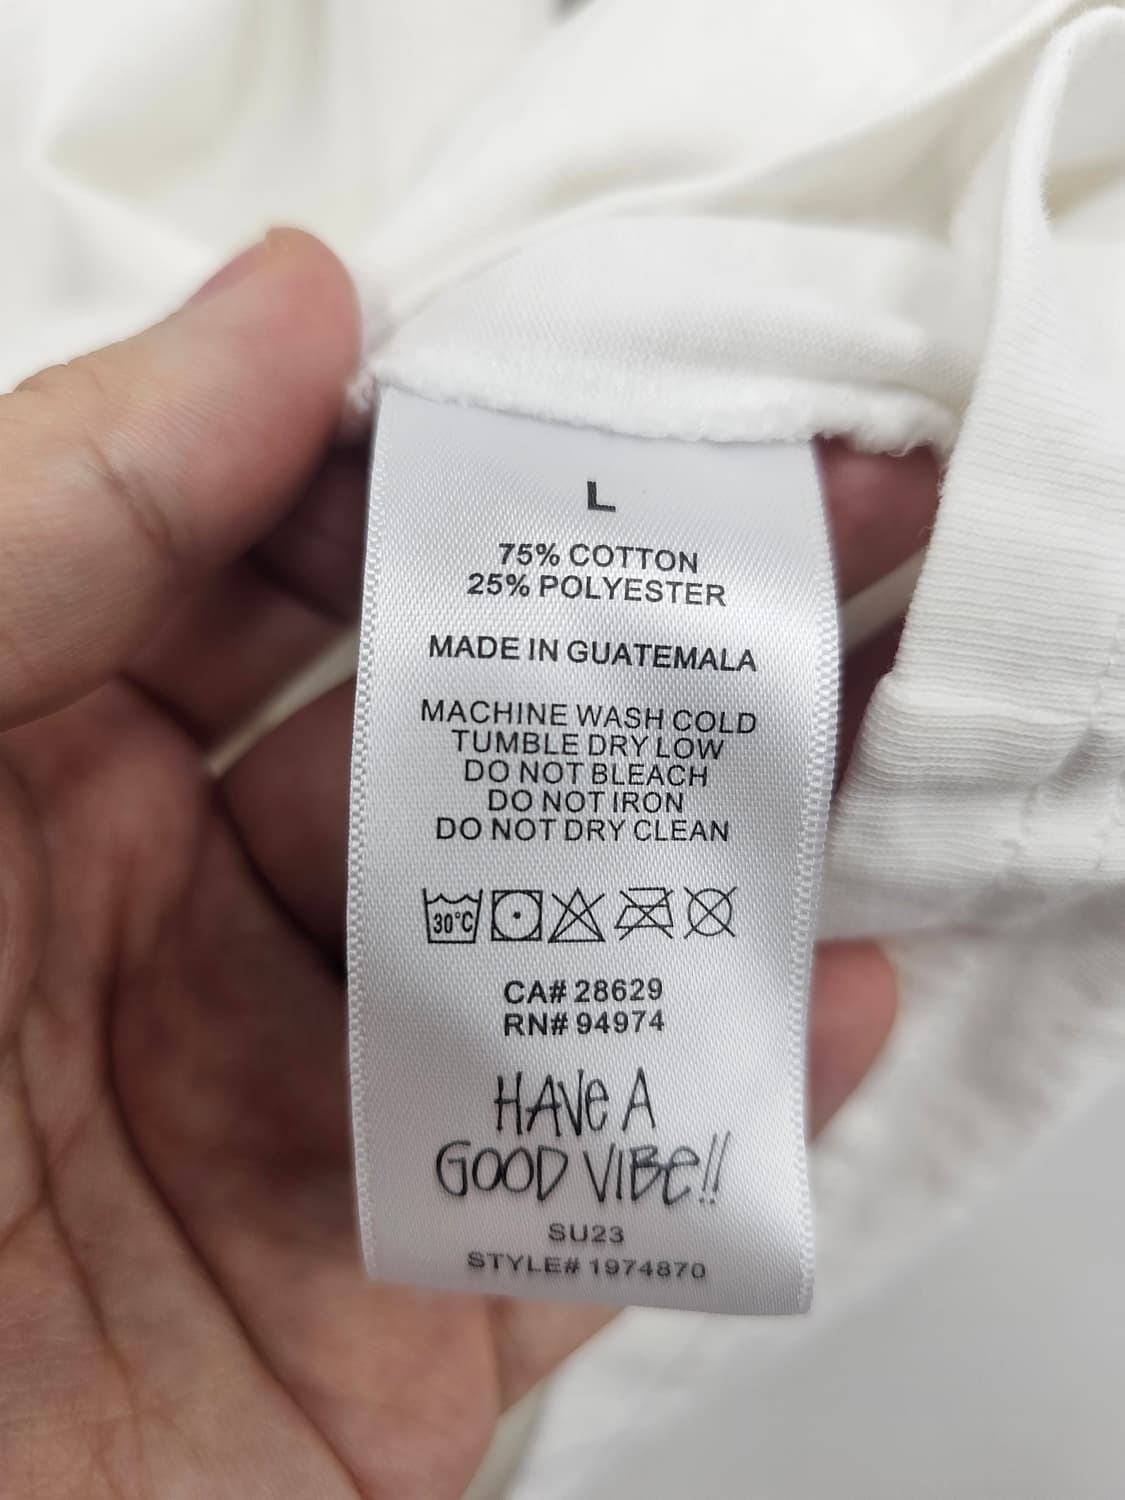 L
75% COTTON
25% POLYESTER
MADE IN GUATEMALA
MACHINE WASH COLD
TUMBLE DRY LOW
DO NOT BLEACH
DO NOT IRON
DO NOT DRY CLEAN
30°C
CA# 28629
RN# 94974
HAVe A
GOOD VIBe!!
SU23
STYLE# 1974870